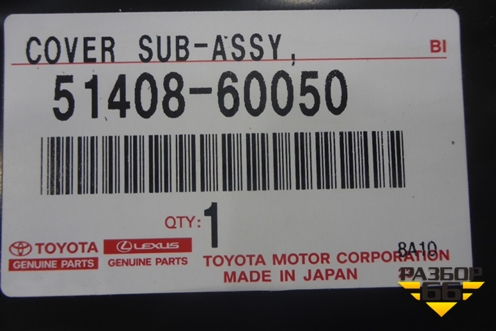 COVER SUB-ASSY,
BI
51408-60050
QTY: 1
TOYOTA
GENUINE PARTS
LEXUS
GENUINE PARTS
8A10
TOYOTA MOTOR CORPORATION
MADE IN JAPAN
РАЗБОР
66